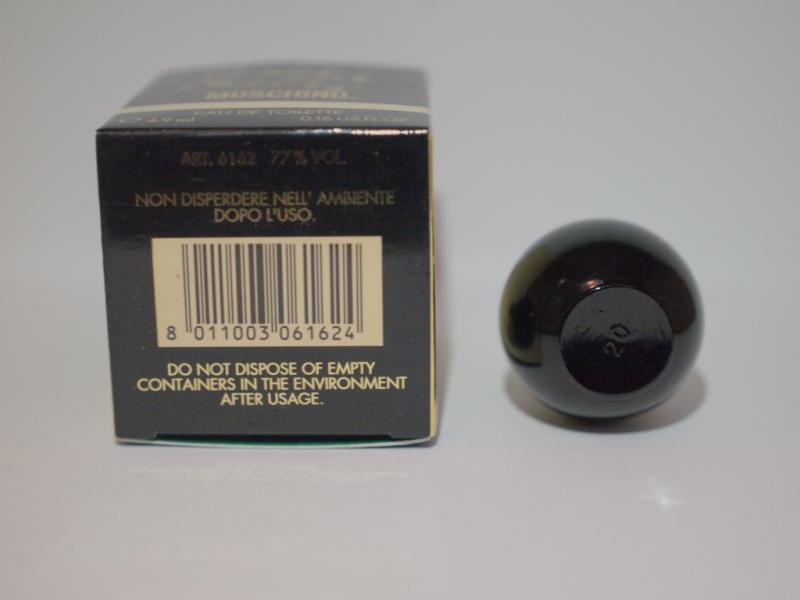 MOSCHINO.
EAU DE TOILETTE
℮ 4.9 ml 0.16 US FL.OZ
ART. 6162 77% VOL.
NON DISPERDERE NELL' AMBIENTE
DOPO L'USO.
8 011003 061624
DO NOT DISPOSE OF EMPTY
CONTAINERS IN THE ENVIRONMENT
AFTER USAGE.
20